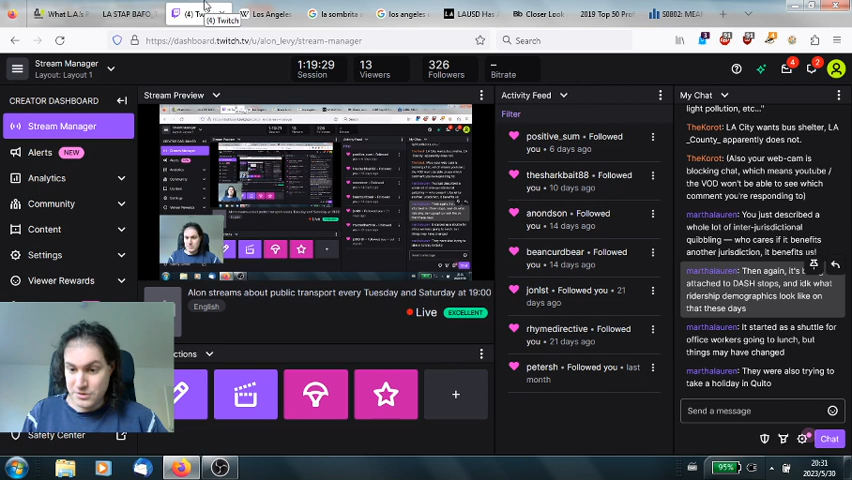 What L.A.'s
LA STAP BAFO_
(4) Tw
Los Angeles
la sombrita
los angeles
LAUSD Has
Closer Look
2019 Top 50 Prof
S0802: MEA
(4) Twitch
https://dashboard.twitch.tv/u/alon_levy/stream-manager
Search
Stream Manager
Layout: Layout 1
1:19:29
Session
13
Viewers
326
Followers
–
Bitrate
4
2
CREATOR DASHBOARD
Stream Manager
Alerts NEW
Analytics
Community
Content
Settings
Viewer Rewards
Safety Center
Stream Preview
Alon streams about public transport every Tuesday and Saturday at 19:00
English
Live EXCELLENT
ctions
Activity Feed
Filter
positive_sum • Followed
you • 6 days ago
thesharkbait88 • Followed
you • 10 days ago
anondson • Followed
you • 14 days ago
beancurdbear • Followed
you • 14 days ago
jonlst • Followed you • 21
days ago
rhymedirective • Followed
you • 21 days ago
petersh • Followed you • last
month
My Chat
light pollution, etc..."
TheKorot: LA City wants bus shelter, LA
_County_ apparently does not.
TheKorot: (Also your web-cam is
blocking chat, which means youtube /
the VOD won't be able to see which
comment you're responding to)
marthalauren: You just described a
whole lot of inter-jurisdictional
quibbling — who cares if it benefits
another jurisdiction, it benefits us!
marthalauren: Then again, it's b
attached to DASH stops, and idk what
ridership demographics look like on
that these days
marthalauren: It started as a shuttle for
office workers going to lunch, but
things may have changed
marthalauren: They were also trying to
take a holiday in Quito
Send a message
Chat
95%
20:31
2023/5/30